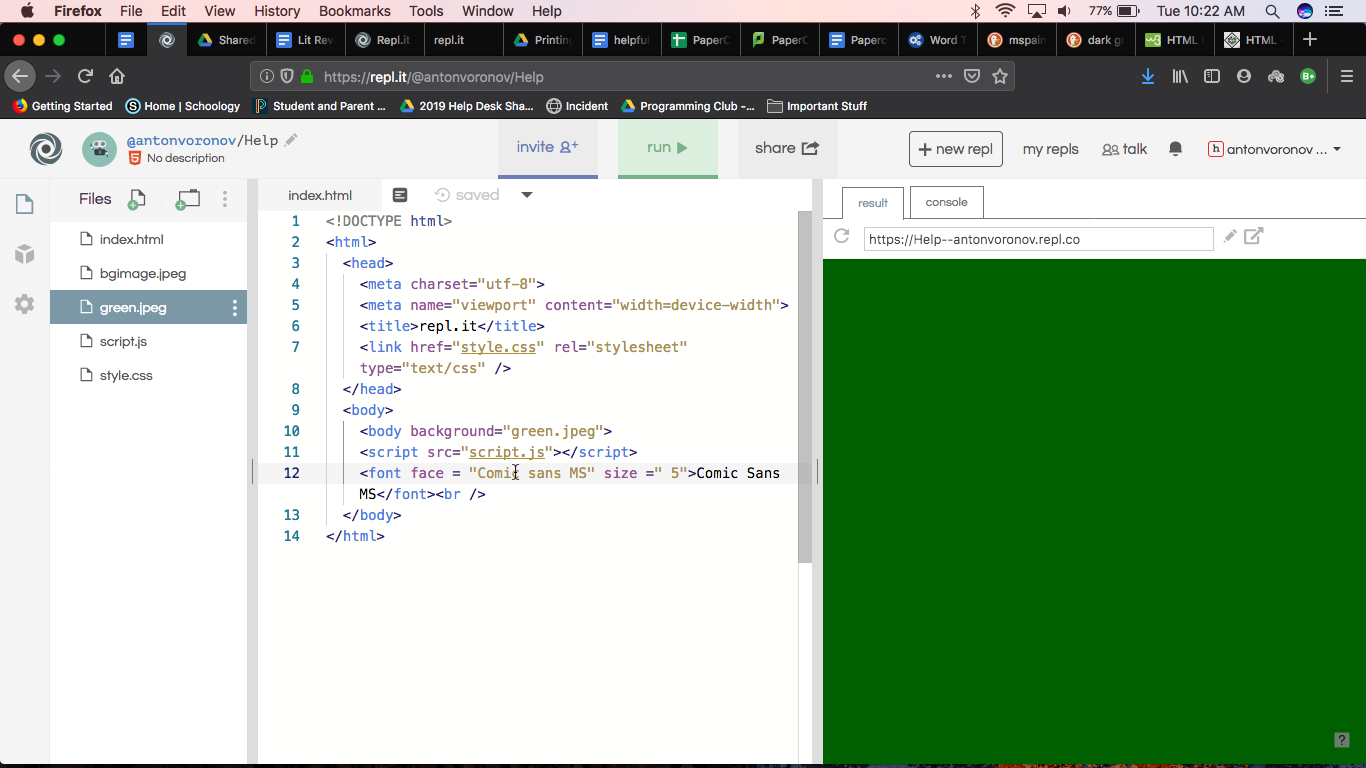 Firefox File Edit View History Bookmarks Tools Window Help 77% Tue 10:22 AM
Shared Lit Rev Repl.it repl.it Printing helpful PaperC PaperC Paperc Word T mspain dark gr HTML HTML
https://repl.it/@antonvoronov/Help
Getting Started Home | Schoology Student and Parent ... 2019 Help Desk Sha... Incident Programming Club -... Important Stuff
@antonvoronov/Help
No description
invite
run
share
+ new repl
my repls
talk
antonvoronov ...
Files
index.html
bgimage.jpeg
green.jpeg
script.js
style.css
index.html
saved
1 <!DOCTYPE html>
2 <html>
3 <head>
4 <meta charset="utf-8">
5 <meta name="viewport" content="width=device-width">
6 <title>repl.it</title>
7 <link href="style.css" rel="stylesheet"
type="text/css" />
8 </head>
9 <body>
10 <body background="green.jpeg">
11 <script src="script.js"></script>
12 <font face = "Comic sans MS" size =" 5">Comic Sans
MS</font><br />
13 </body>
14 </html>
result
console
https://Help--antonvoronov.repl.co
?